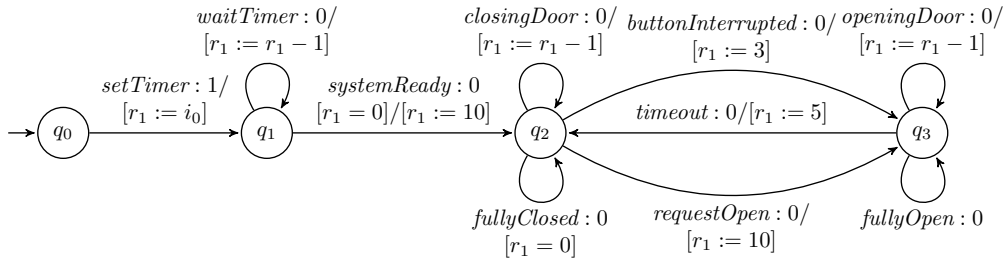 waitTimer : 0/
[r₁ := r₁ − 1]
closingDoor : 0/
[r₁ := r₁ − 1]
buttonInterrupted : 0/
[r₁ := 3]
openingDoor : 0/
[r₁ := r₁ − 1]
setTimer : 1/
[r₁ := i₀]
systemReady : 0
[r₁ = 0]/[r₁ := 10]
timeout : 0/[r₁ := 5]
q₀
q₁
q₂
q₃
fullyClosed : 0
[r₁ = 0]
requestOpen : 0/
[r₁ := 10]
fullyOpen : 0